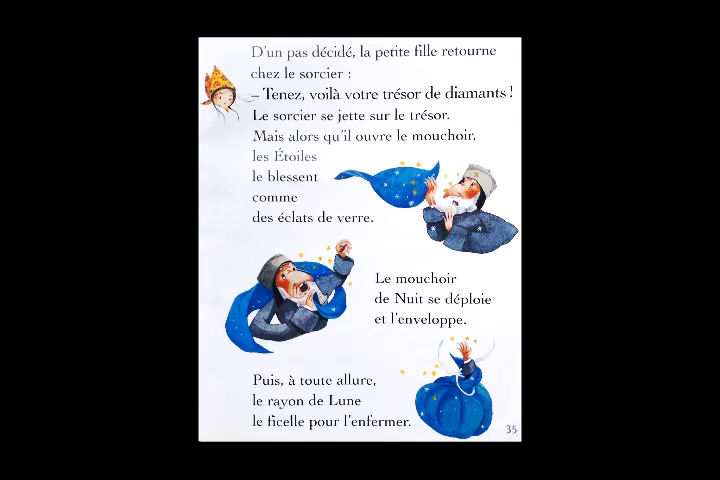 D'un pas décidé, la petite fille retourne
chez le sorcier :
– Tenez, voilà votre trésor de diamants !
Le sorcier se jette sur le trésor.
Mais alors qu'il ouvre le mouchoir,
les Étoiles
le blessent
comme
des éclats de verre.
Le mouchoir
de Nuit se déploie
et l'enveloppe.
Puis, à toute allure,
le rayon de Lune
le ficelle pour l'enfermer.
35